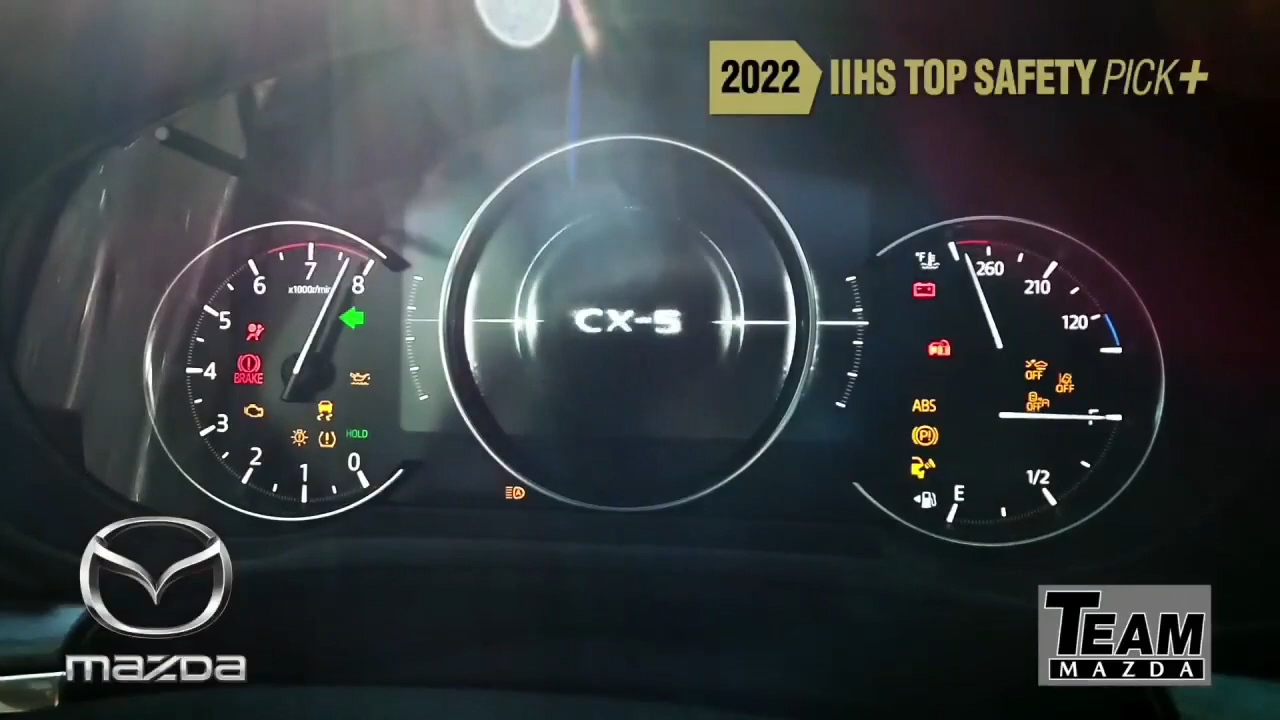 2022 IIHS TOP SAFETY PICK+
6 7 8
x1000r/min
5
4
3
2
1
0
BRAKE
HOLD
CX-5
°F
260
210
120
OFF
OFF
OFF
ABS
(P!)
F
1/2
E
A
mazda
TEAM
MAZDA